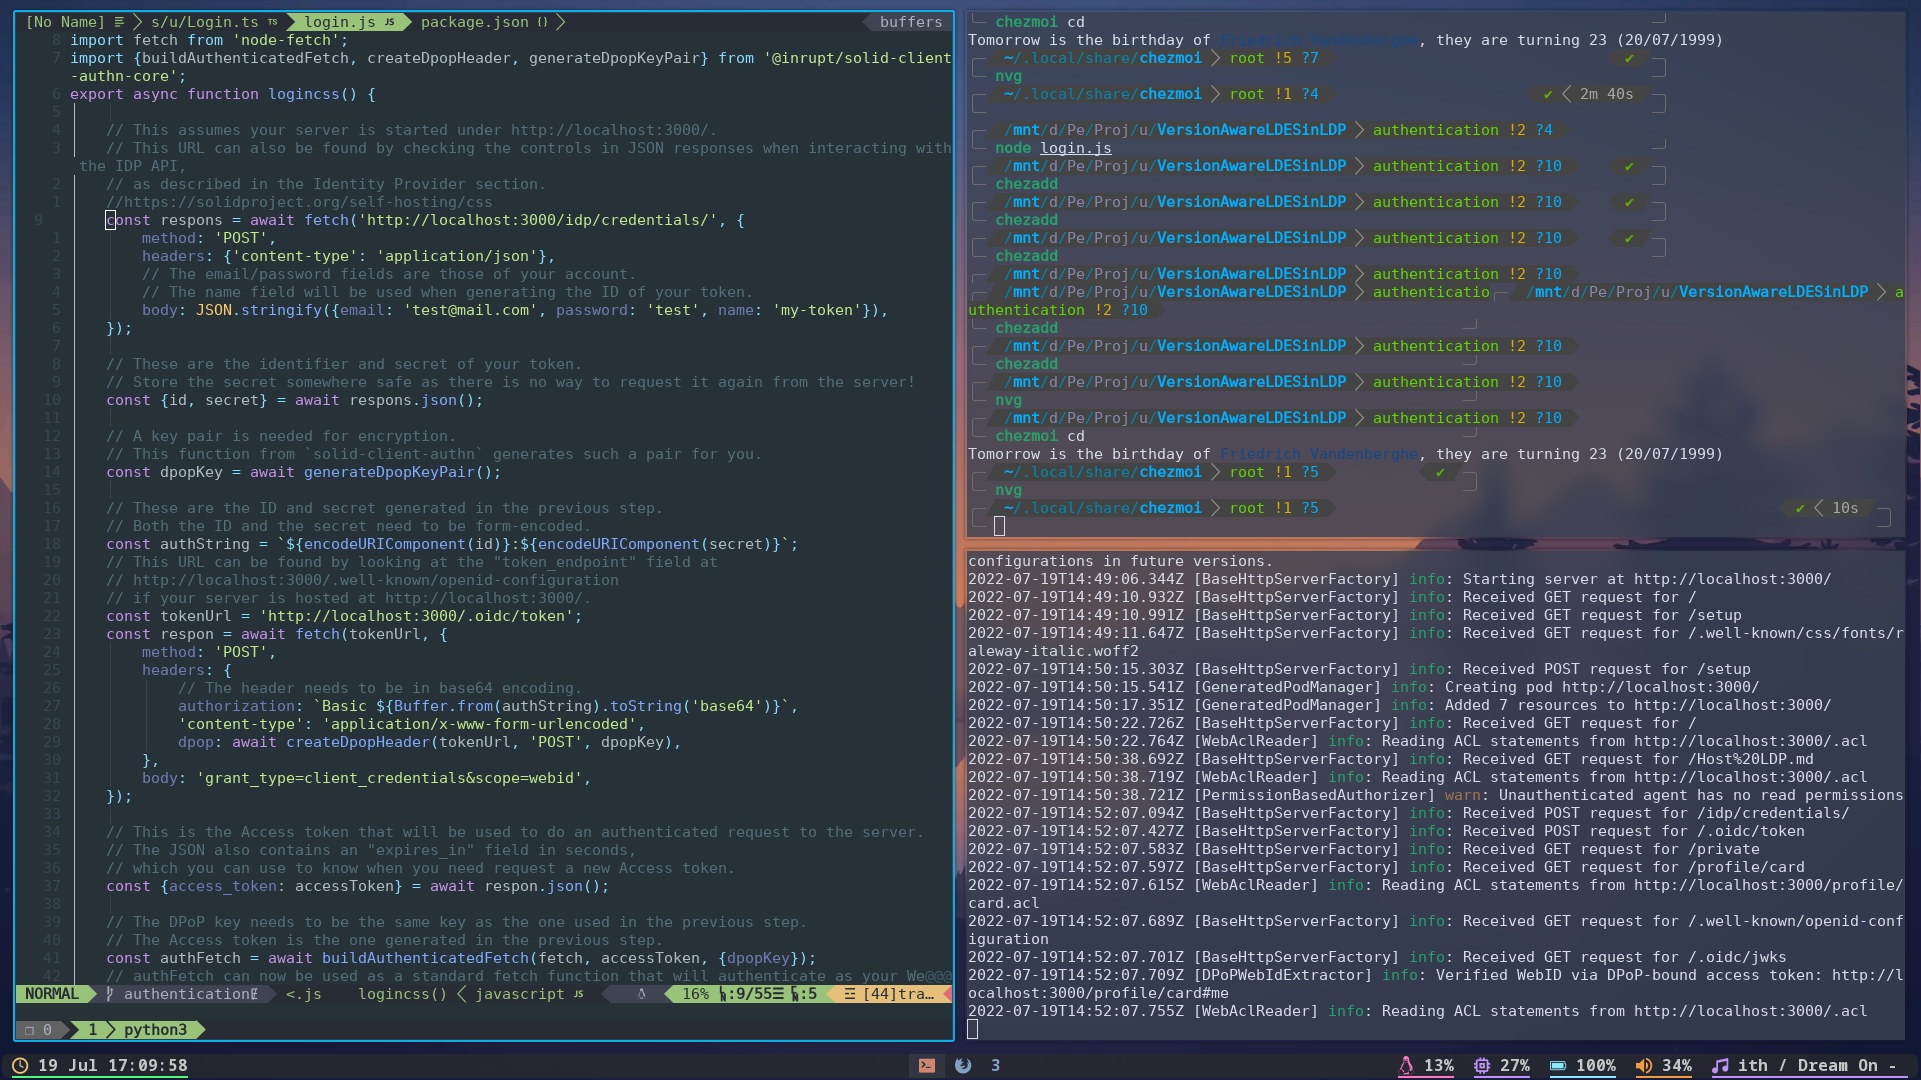 [No Name] s/u/Login.ts TS login.js JS package.json {} buffers
8 import fetch from 'node-fetch';
7 import {buildAuthenticatedFetch, createDpopHeader, generateDpopKeyPair} from '@inrupt/solid-client
-authn-core';
6 export async function logincss() {
5
4 // This assumes your server is started under http://localhost:3000/.
3 // This URL can also be found by checking the controls in JSON responses when interacting with
the IDP API,
2 // as described in the Identity Provider section.
1 //https://solidproject.org/self-hosting/css
9 const respons = await fetch('http://localhost:3000/idp/credentials/', {
1 method: 'POST',
2 headers: {'content-type': 'application/json'},
3 // The email/password fields are those of your account.
4 // The name field will be used when generating the ID of your token.
5 body: JSON.stringify({email: 'test@mail.com', password: 'test', name: 'my-token'}),
6 });
7
8 // These are the identifier and secret of your token.
9 // Store the secret somewhere safe as there is no way to request it again from the server!
10 const {id, secret} = await respons.json();
11
12 // A key pair is needed for encryption.
13 // This function from `solid-client-authn` generates such a pair for you.
14 const dpopKey = await generateDpopKeyPair();
15
16 // These are the ID and secret generated in the previous step.
17 // Both the ID and the secret need to be form-encoded.
18 const authString = `${encodeURIComponent(id)}:${encodeURIComponent(secret)}`;
19 // This URL can be found by looking at the "token_endpoint" field at
20 // http://localhost:3000/.well-known/openid-configuration
21 // if your server is hosted at http://localhost:3000/.
22 const tokenUrl = 'http://localhost:3000/.oidc/token';
23 const respon = await fetch(tokenUrl, {
24 method: 'POST',
25 headers: {
26 // The header needs to be in base64 encoding.
27 authorization: `Basic ${Buffer.from(authString).toString('base64')}`,
28 'content-type': 'application/x-www-form-urlencoded',
29 dpop: await createDpopHeader(tokenUrl, 'POST', dpopKey),
30 },
31 body: 'grant_type=client_credentials&scope=webid',
32 });
33
34 // This is the Access token that will be used to do an authenticated request to the server.
35 // The JSON also contains an "expires_in" field in seconds,
36 // which you can use to know when you need request a new Access token.
37 const {access_token: accessToken} = await respon.json();
38
39 // The DPoP key needs to be the same key as the one used in the previous step.
40 // The Access token is the one generated in the previous step.
41 const authFetch = await buildAuthenticatedFetch(fetch, accessToken, {dpopKey});
42 // authFetch can now be used as a standard fetch function that will authenticate as your We@@@
NORMAL authentication <.js logincss() javascript JS 16% :9/55 :5 [44]tra…
0 1 python3
chezmoi cd
Tomorrow is the birthday of Friedrich Vandenberghe, they are turning 23 (20/07/1999)
~/.local/share/chezmoi root !5 ?7 ✔
nvg
~/.local/share/chezmoi root !1 ?4 ✔ 2m 40s
/mnt/d/Pe/Proj/u/VersionAwareLDESinLDP authentication !2 ?4
node login.js
/mnt/d/Pe/Proj/u/VersionAwareLDESinLDP authentication !2 ?10 ✔
chezadd
/mnt/d/Pe/Proj/u/VersionAwareLDESinLDP authentication !2 ?10 ✔
chezadd
/mnt/d/Pe/Proj/u/VersionAwareLDESinLDP authentication !2 ?10 ✔
chezadd
/mnt/d/Pe/Proj/u/VersionAwareLDESinLDP authentication !2 ?10
/mnt/d/Pe/Proj/u/VersionAwareLDESinLDP authenticatio /mnt/d/Pe/Proj/u/VersionAwareLDESinLDP a
uthentication !2 ?10
chezadd
/mnt/d/Pe/Proj/u/VersionAwareLDESinLDP authentication !2 ?10
chezadd
/mnt/d/Pe/Proj/u/VersionAwareLDESinLDP authentication !2 ?10
nvg
/mnt/d/Pe/Proj/u/VersionAwareLDESinLDP authentication !2 ?10
chezmoi cd
Tomorrow is the birthday of Friedrich Vandenberghe, they are turning 23 (20/07/1999)
~/.local/share/chezmoi root !1 ?5 ✔
nvg
~/.local/share/chezmoi root !1 ?5 ✔ 10s
configurations in future versions.
2022-07-19T14:49:06.344Z [BaseHttpServerFactory] info: Starting server at http://localhost:3000/
2022-07-19T14:49:10.932Z [BaseHttpServerFactory] info: Received GET request for /
2022-07-19T14:49:10.991Z [BaseHttpServerFactory] info: Received GET request for /setup
2022-07-19T14:49:11.647Z [BaseHttpServerFactory] info: Received GET request for /.well-known/css/fonts/r
aleway-italic.woff2
2022-07-19T14:50:15.303Z [BaseHttpServerFactory] info: Received POST request for /setup
2022-07-19T14:50:15.541Z [GeneratedPodManager] info: Creating pod http://localhost:3000/
2022-07-19T14:50:17.351Z [GeneratedPodManager] info: Added 7 resources to http://localhost:3000/
2022-07-19T14:50:22.726Z [BaseHttpServerFactory] info: Received GET request for /
2022-07-19T14:50:22.764Z [WebAclReader] info: Reading ACL statements from http://localhost:3000/.acl
2022-07-19T14:50:38.692Z [BaseHttpServerFactory] info: Received GET request for /Host%20LDP.md
2022-07-19T14:50:38.719Z [WebAclReader] info: Reading ACL statements from http://localhost:3000/.acl
2022-07-19T14:50:38.721Z [PermissionBasedAuthorizer] warn: Unauthenticated agent has no read permissions
2022-07-19T14:52:07.094Z [BaseHttpServerFactory] info: Received POST request for /idp/credentials/
2022-07-19T14:52:07.427Z [BaseHttpServerFactory] info: Received POST request for /.oidc/token
2022-07-19T14:52:07.583Z [BaseHttpServerFactory] info: Received GET request for /private
2022-07-19T14:52:07.597Z [BaseHttpServerFactory] info: Received GET request for /profile/card
2022-07-19T14:52:07.615Z [WebAclReader] info: Reading ACL statements from http://localhost:3000/profile/
card.acl
2022-07-19T14:52:07.689Z [BaseHttpServerFactory] info: Received GET request for /.well-known/openid-conf
iguration
2022-07-19T14:52:07.701Z [BaseHttpServerFactory] info: Received GET request for /.oidc/jwks
2022-07-19T14:52:07.709Z [DPoPWebIdExtractor] info: Verified WebID via DPoP-bound access token: http://l
ocalhost:3000/profile/card#me
2022-07-19T14:52:07.755Z [WebAclReader] info: Reading ACL statements from http://localhost:3000/.acl
19 Jul 17:09:58 3 13% 27% 100% 34% ith / Dream On -